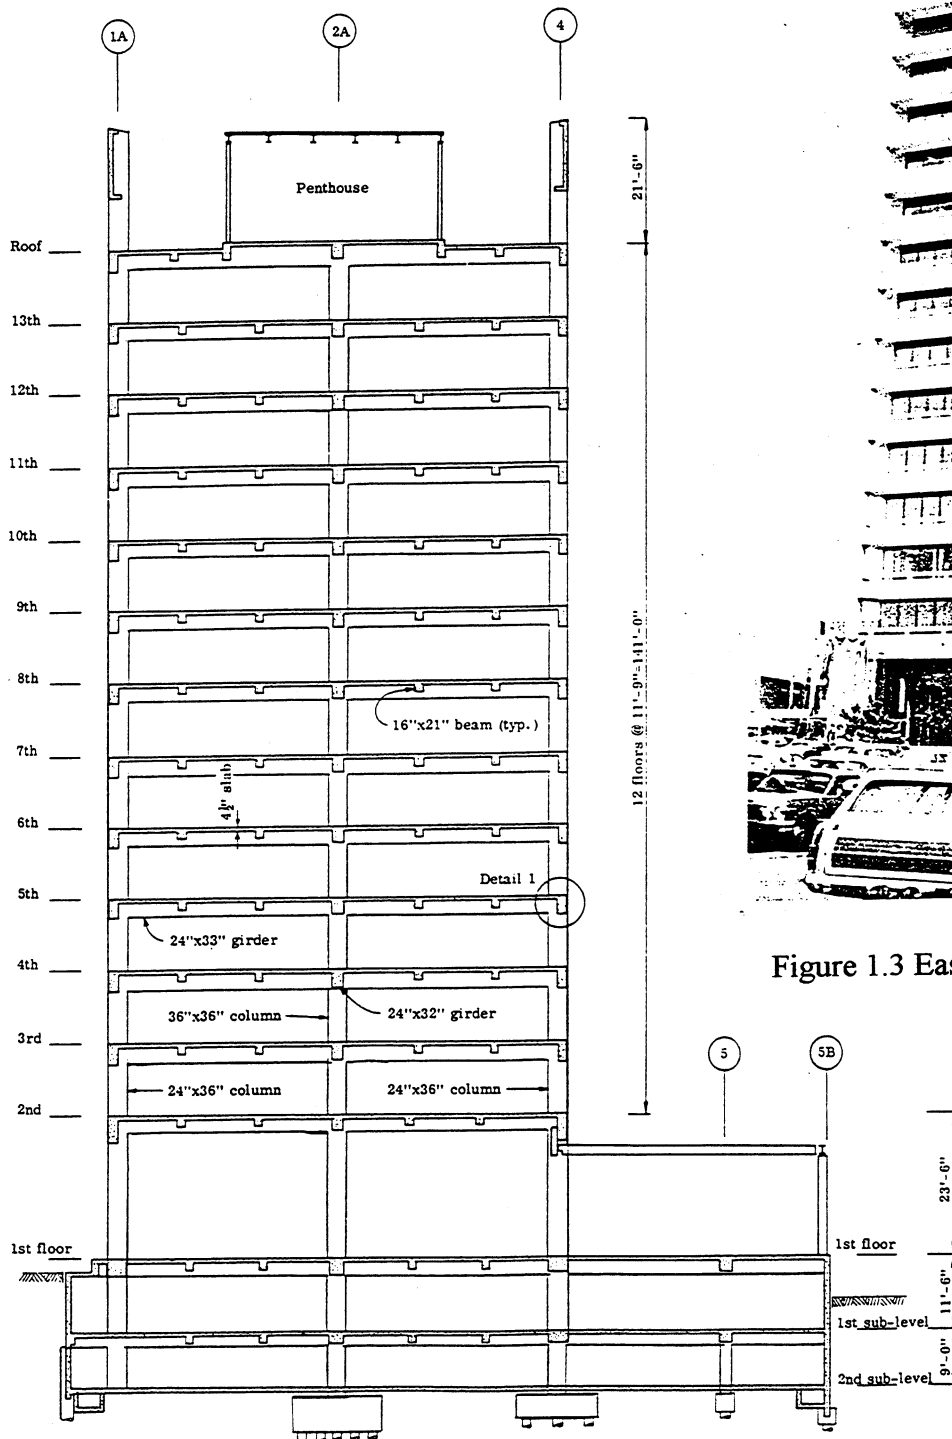 1A
2A
4
21'-6"
Penthouse
Roof
13th
12th
11th
10th
9th
12 floors @ 11'-9"=141'-0"
8th
16"x21" beam (typ.)
7th
4½" slab
6th
Detail 1
5th
24"x33" girder
4th
36"x36" column
24"x32" girder
3rd
24"x36" column
24"x36" column
2nd
Figure 1.3 Eas
5
5B
23'-6"
1st floor
1st floor
11'-6"
1st sub-level
9'-0"
2nd sub-level